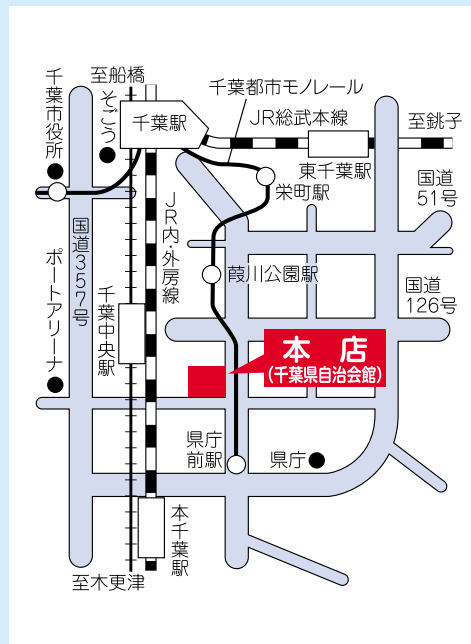 至船橋
千葉都市モノレール
千葉市役所
そごう
千葉駅
JR総武本線
至銚子
東千葉駅
栄町駅
国道
51号
JR内・外房線
国道357号
ポートアリーナ
葭川公園駅
国道
126号
千葉中央駅
本店
(千葉県自治会館)
県庁
前駅
県庁
本千葉駅
至木更津